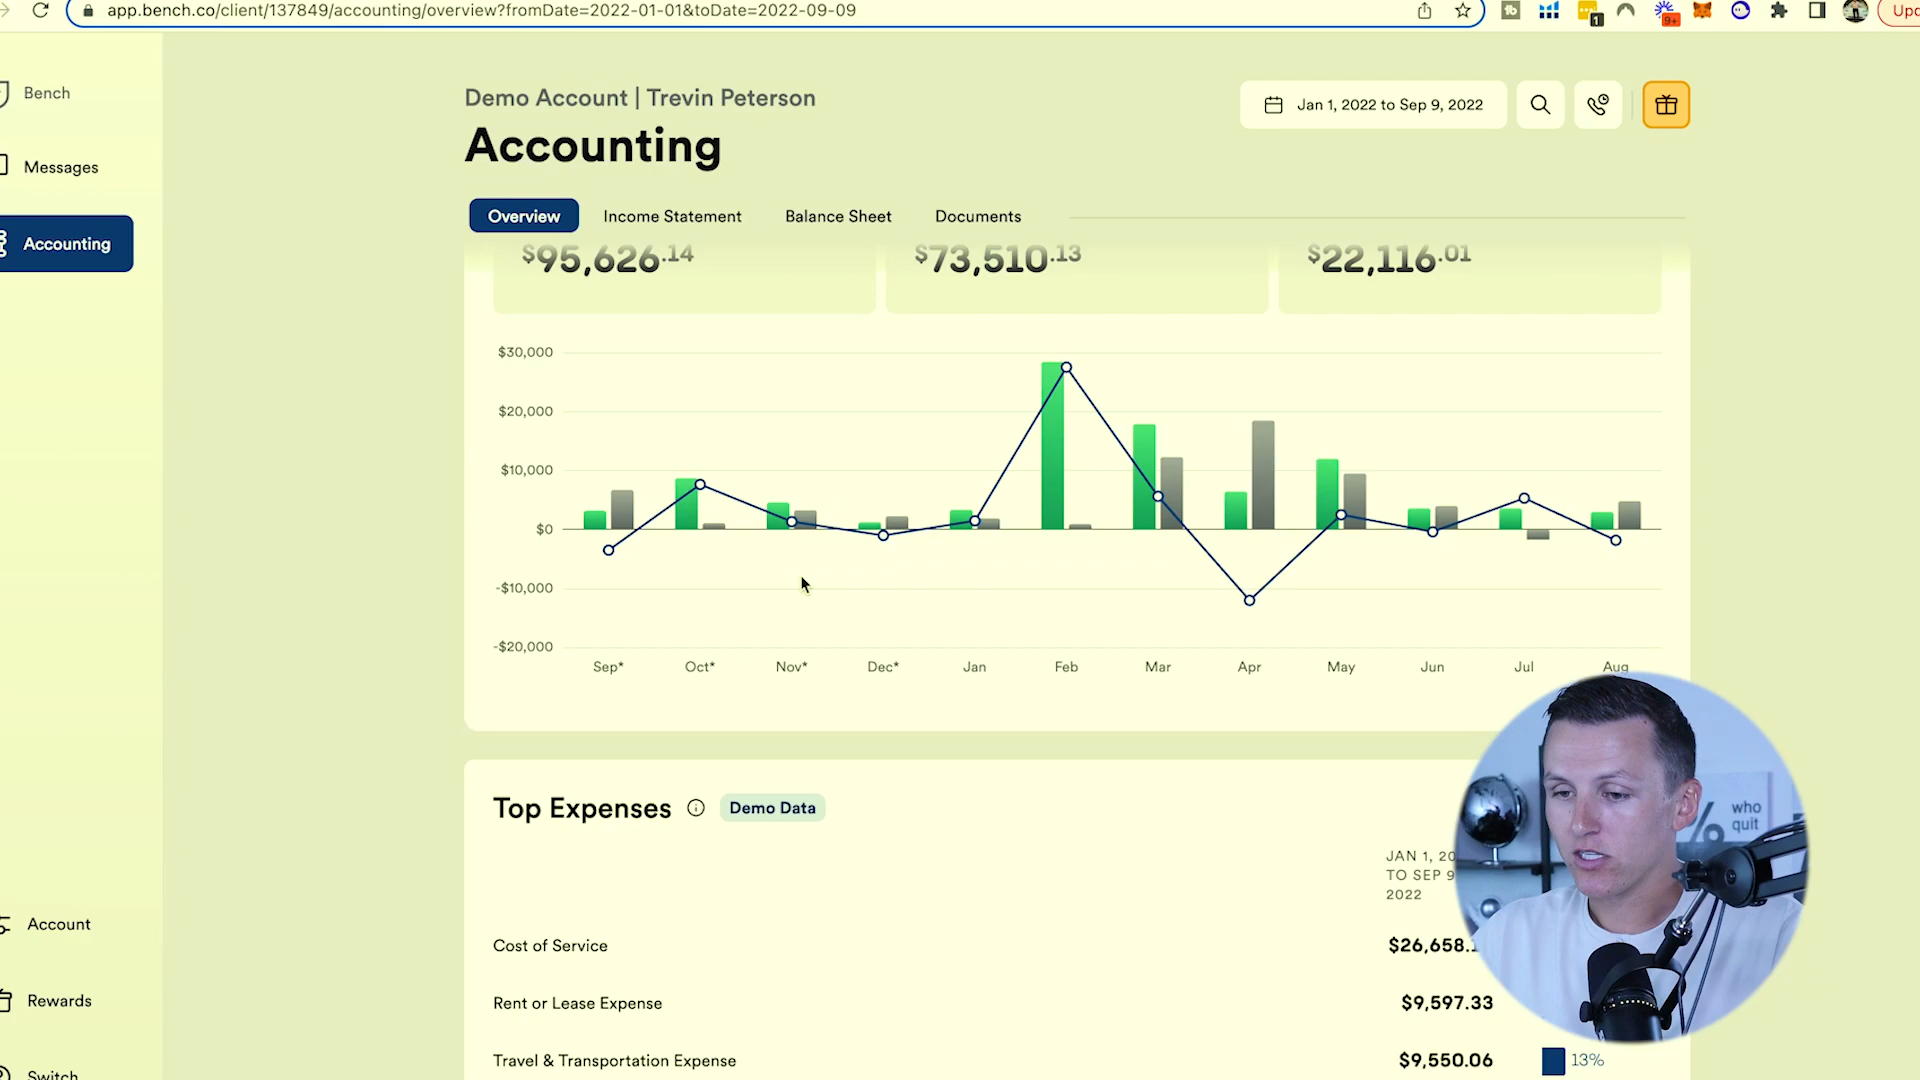 app.bench.co/client/137849/accounting/overview?fromDate=2022-01-01&toDate=2022-09-09
1
9+
Bench
Messages
Accounting
Account
Rewards
Switch
Demo Account | Trevin Peterson
Accounting
Jan 1, 2022 to Sep 9, 2022
Overview
Income Statement
Balance Sheet
Documents
$95,626.14
$73,510.13
$22,116.01
$30,000
$20,000
$10,000
$0
-$10,000
-$20,000
Sep* Oct* Nov* Dec* Jan Feb Mar Apr May Jun Jul Aug
Top Expenses
Demo Data
TO SEP 9
2022
Cost of Service
Rent or Lease Expense $9,597.33
Travel & Transportation Expense $9,550.06 13%
who
quit